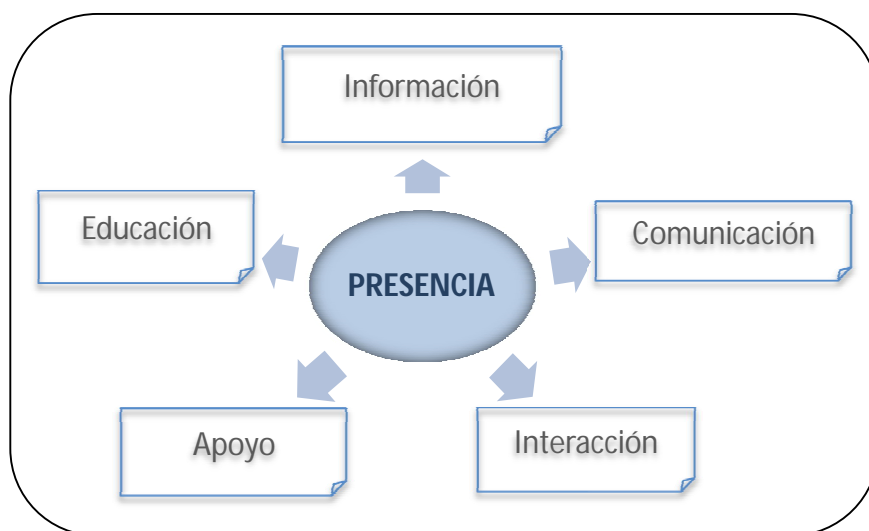 Información
Educación
Comunicación
PRESENCIA
Apoyo
Interacción